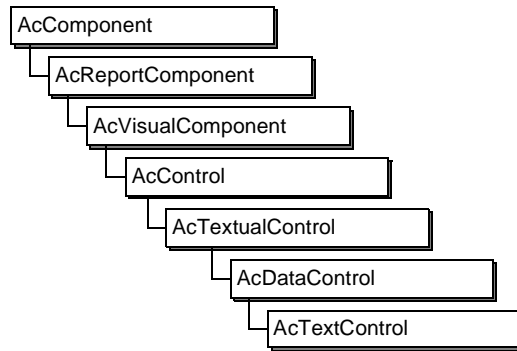 AcComponent
AcReportComponent
AcVisualComponent
AcControl
AcTextualControl
AcDataControl
AcTextControl